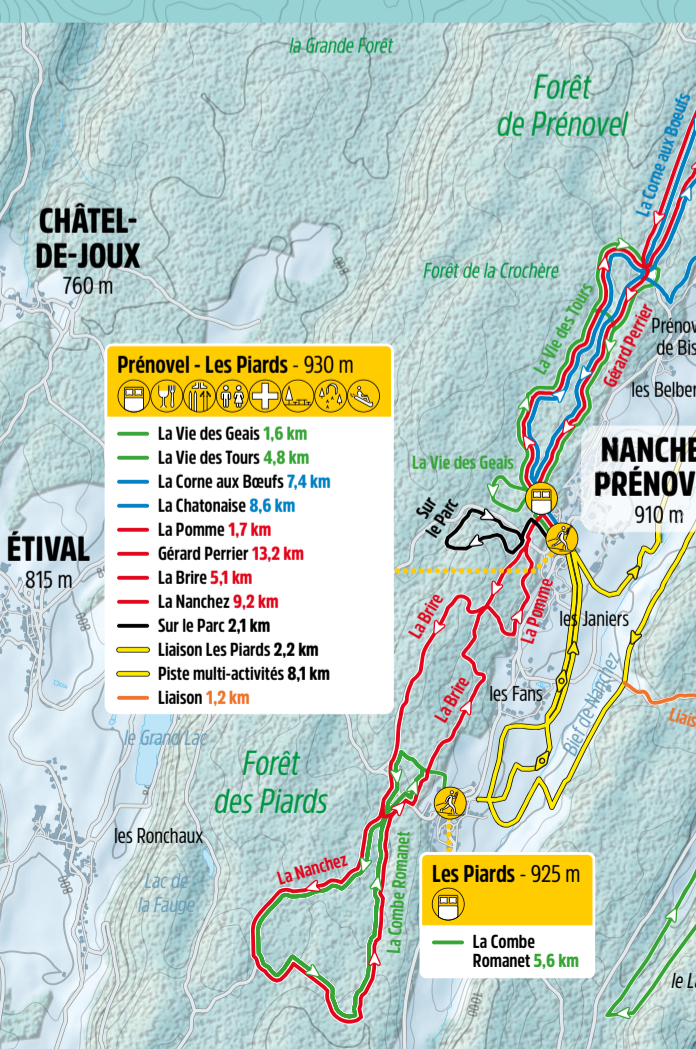 la Grande Forêt
Forêt
de Prénovel
La Corne aux Bœufs
CHÂTEL-
DE-JOUX
760 m
800
Forêt de la Crochère
La Vie des Tours
Gérard Perrier
Prénov
de Bis
les Belber
Prénovel - Les Piards - 930 m
La Vie des Geais 1,6 km
La Vie des Tours 4,8 km
La Corne aux Bœufs 7,4 km
La Chatonaise 8,6 km
La Pomme 1,7 km
Gérard Perrier 13,2 km
La Brire 5,1 km
La Nanchez 9,2 km
Sur le Parc 2,1 km
Liaison Les Piards 2,2 km
Piste multi-activités 8,1 km
Liaison 1,2 km
La Vie des Geais
NANCHE
PRÉNOV
910 m
Sur
le Parc
ÉTIVAL
815 m
800
La Brire
La Pomme
les Janiers
La Brire
les Fans
Bief de Nanchez
Liais
le Grand Lac
Forêt
des Piards
les Ronchaux
La Nanchez
La Combe Romanet
800
Lac de
la Fauge
Les Piards - 925 m
La Combe
Romanet 5,6 km
1000
le L